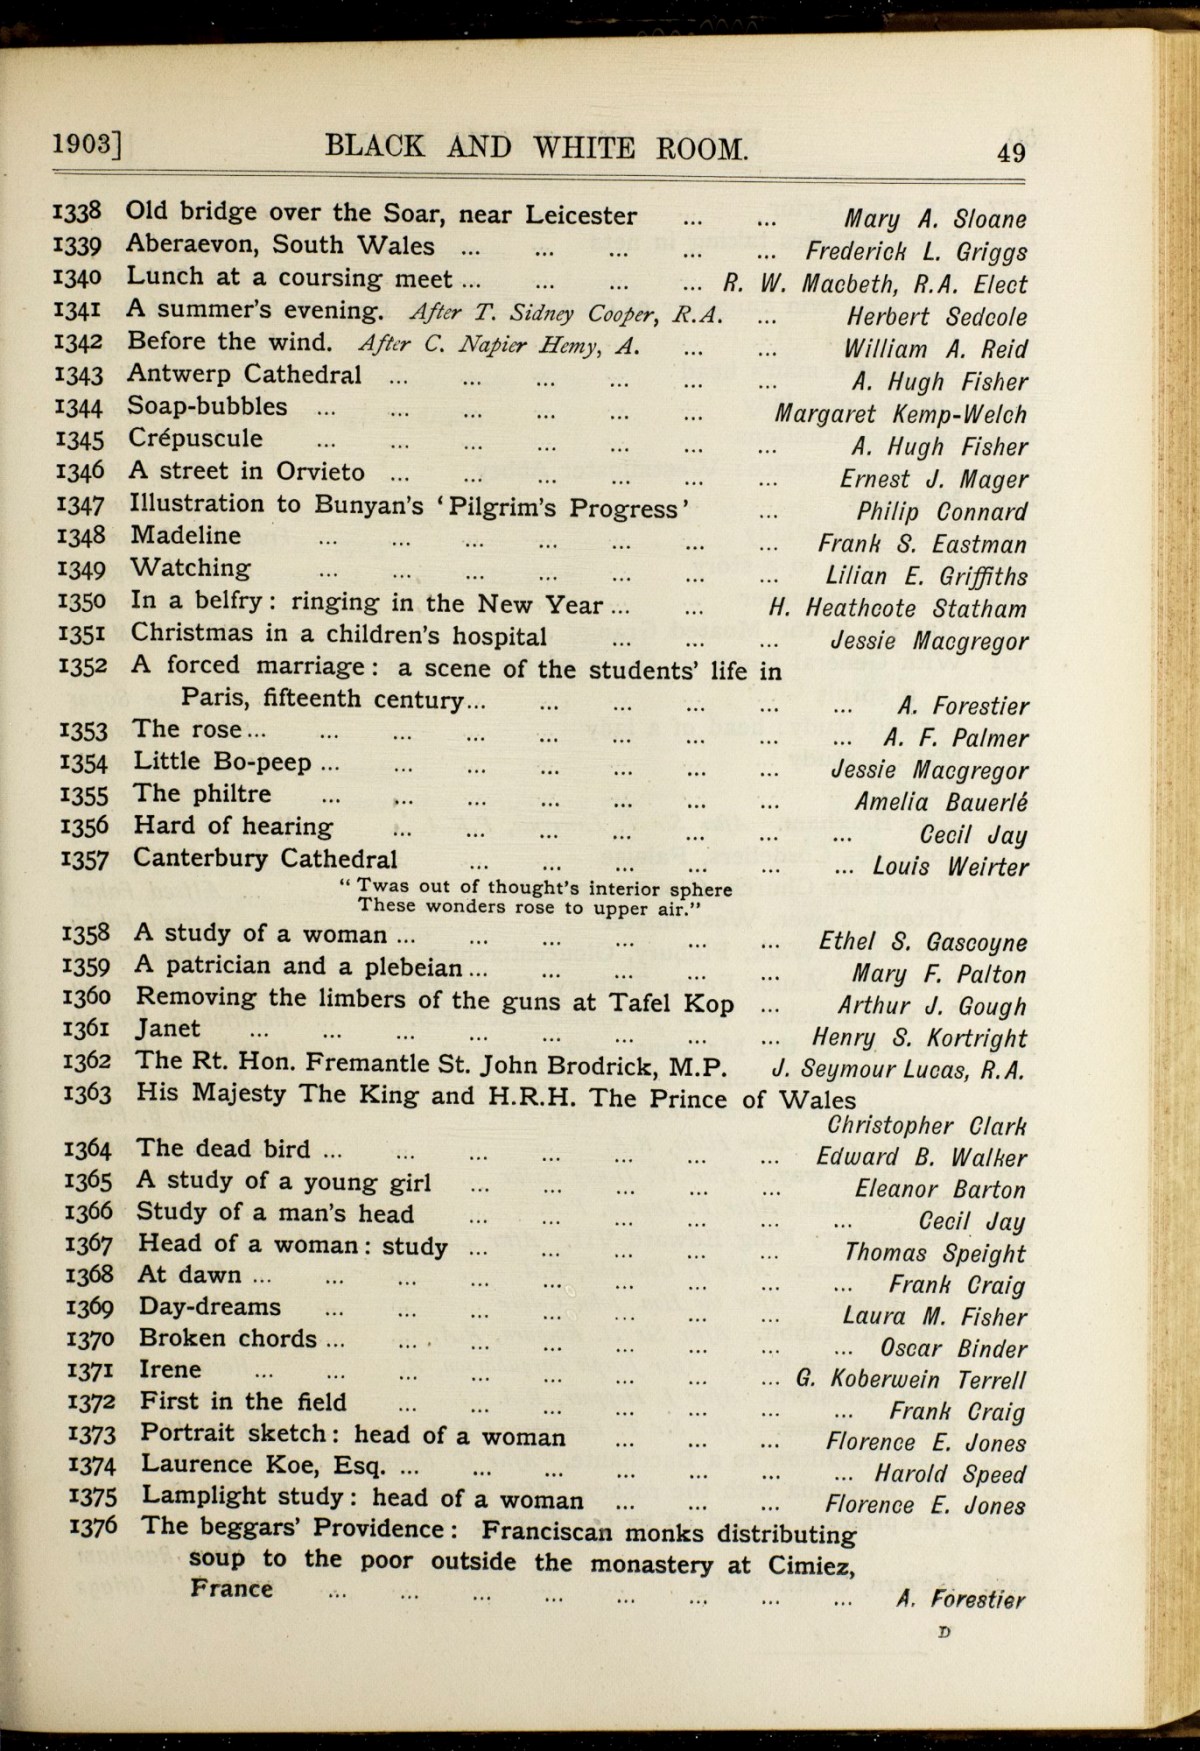 1903] BLACK AND WHITE ROOM. 49
1338 Old bridge over the Soar, near Leicester ... ... Mary A. Sloane
1339 Aberaevon, South Wales ... ... ... ... ... Frederick L. Griggs
1340 Lunch at a coursing meet ... ... ... ... R. W. Macbeth, R.A. Elect
1341 A summer's evening. After T. Sidney Cooper, R.A. ... Herbert Sedcole
1342 Before the wind. After C. Napier Hemy, A. ... ... William A. Reid
1343 Antwerp Cathedral ... ... ... ... ... ... A. Hugh Fisher
1344 Soap-bubbles ... ... ... ... ... ... Margaret Kemp-Welch
1345 Crépuscule ... ... ... ... ... ... ... A. Hugh Fisher
1346 A street in Orvieto ... ... ... ... ... ... Ernest J. Mager
1347 Illustration to Bunyan's ‘Pilgrim's Progress’ ... Philip Connard
1348 Madeline ... ... ... ... ... ... ... Frank S. Eastman
1349 Watching ... ... ... ... ... ... ... Lilian E. Griffiths
1350 In a belfry: ringing in the New Year ... ... H. Heathcote Statham
1351 Christmas in a children's hospital ... ... ... Jessie Macgregor
1352 A forced marriage: a scene of the students' life in
Paris, fifteenth century... ... ... ... ... ... A. Forestier
1353 The rose... ... ... ... ... ... ... ... ... A. F. Palmer
1354 Little Bo-peep ... ... ... ... ... ... ... Jessie Macgregor
1355 The philtre ... ... ... ... ... ... ... Amelia Bauerlé
1356 Hard of hearing ... ... ... ... ... ... ... Cecil Jay
1357 Canterbury Cathedral ... ... ... ... ... ... Louis Weirter
“ Twas out of thought's interior sphere
These wonders rose to upper air.”
1358 A study of a woman ... ... ... ... ... ... Ethel S. Gascoyne
1359 A patrician and a plebeian ... ... ... ... ... Mary F. Palton
1360 Removing the limbers of the guns at Tafel Kop ... Arthur J. Gough
1361 Janet ... ... ... ... ... ... ... ... Henry S. Kortright
1362 The Rt. Hon. Fremantle St. John Brodrick, M.P. J. Seymour Lucas, R.A.
1363 His Majesty The King and H.R.H. The Prince of Wales
Christopher Clark
1364 The dead bird ... ... ... ... ... ... ... Edward B. Walker
1365 A study of a young girl ... ... ... ... ... Eleanor Barton
1366 Study of a man's head ... ... ... ... ... ... Cecil Jay
1367 Head of a woman: study ... ... ... ... ... Thomas Speight
1368 At dawn ... ... ... ... ... ... ... ... ... Frank Craig
1369 Day-dreams ... ... ... ... ... ... ... Laura M. Fisher
1370 Broken chords ... ... ... ... ... ... ... ... Oscar Binder
1371 Irene ... ... ... ... ... ... ... ... G. Koberwein Terrell
1372 First in the field ... ... ... ... ... ... ... Frank Craig
1373 Portrait sketch: head of a woman ... ... ... Florence E. Jones
1374 Laurence Koe, Esq. ... ... ... ... ... ... ... Harold Speed
1375 Lamplight study: head of a woman ... ... ... Florence E. Jones
1376 The beggars' Providence: Franciscan monks distributing
soup to the poor outside the monastery at Cimiez,
France ... ... ... ... ... ... ... ... A. Forestier
D